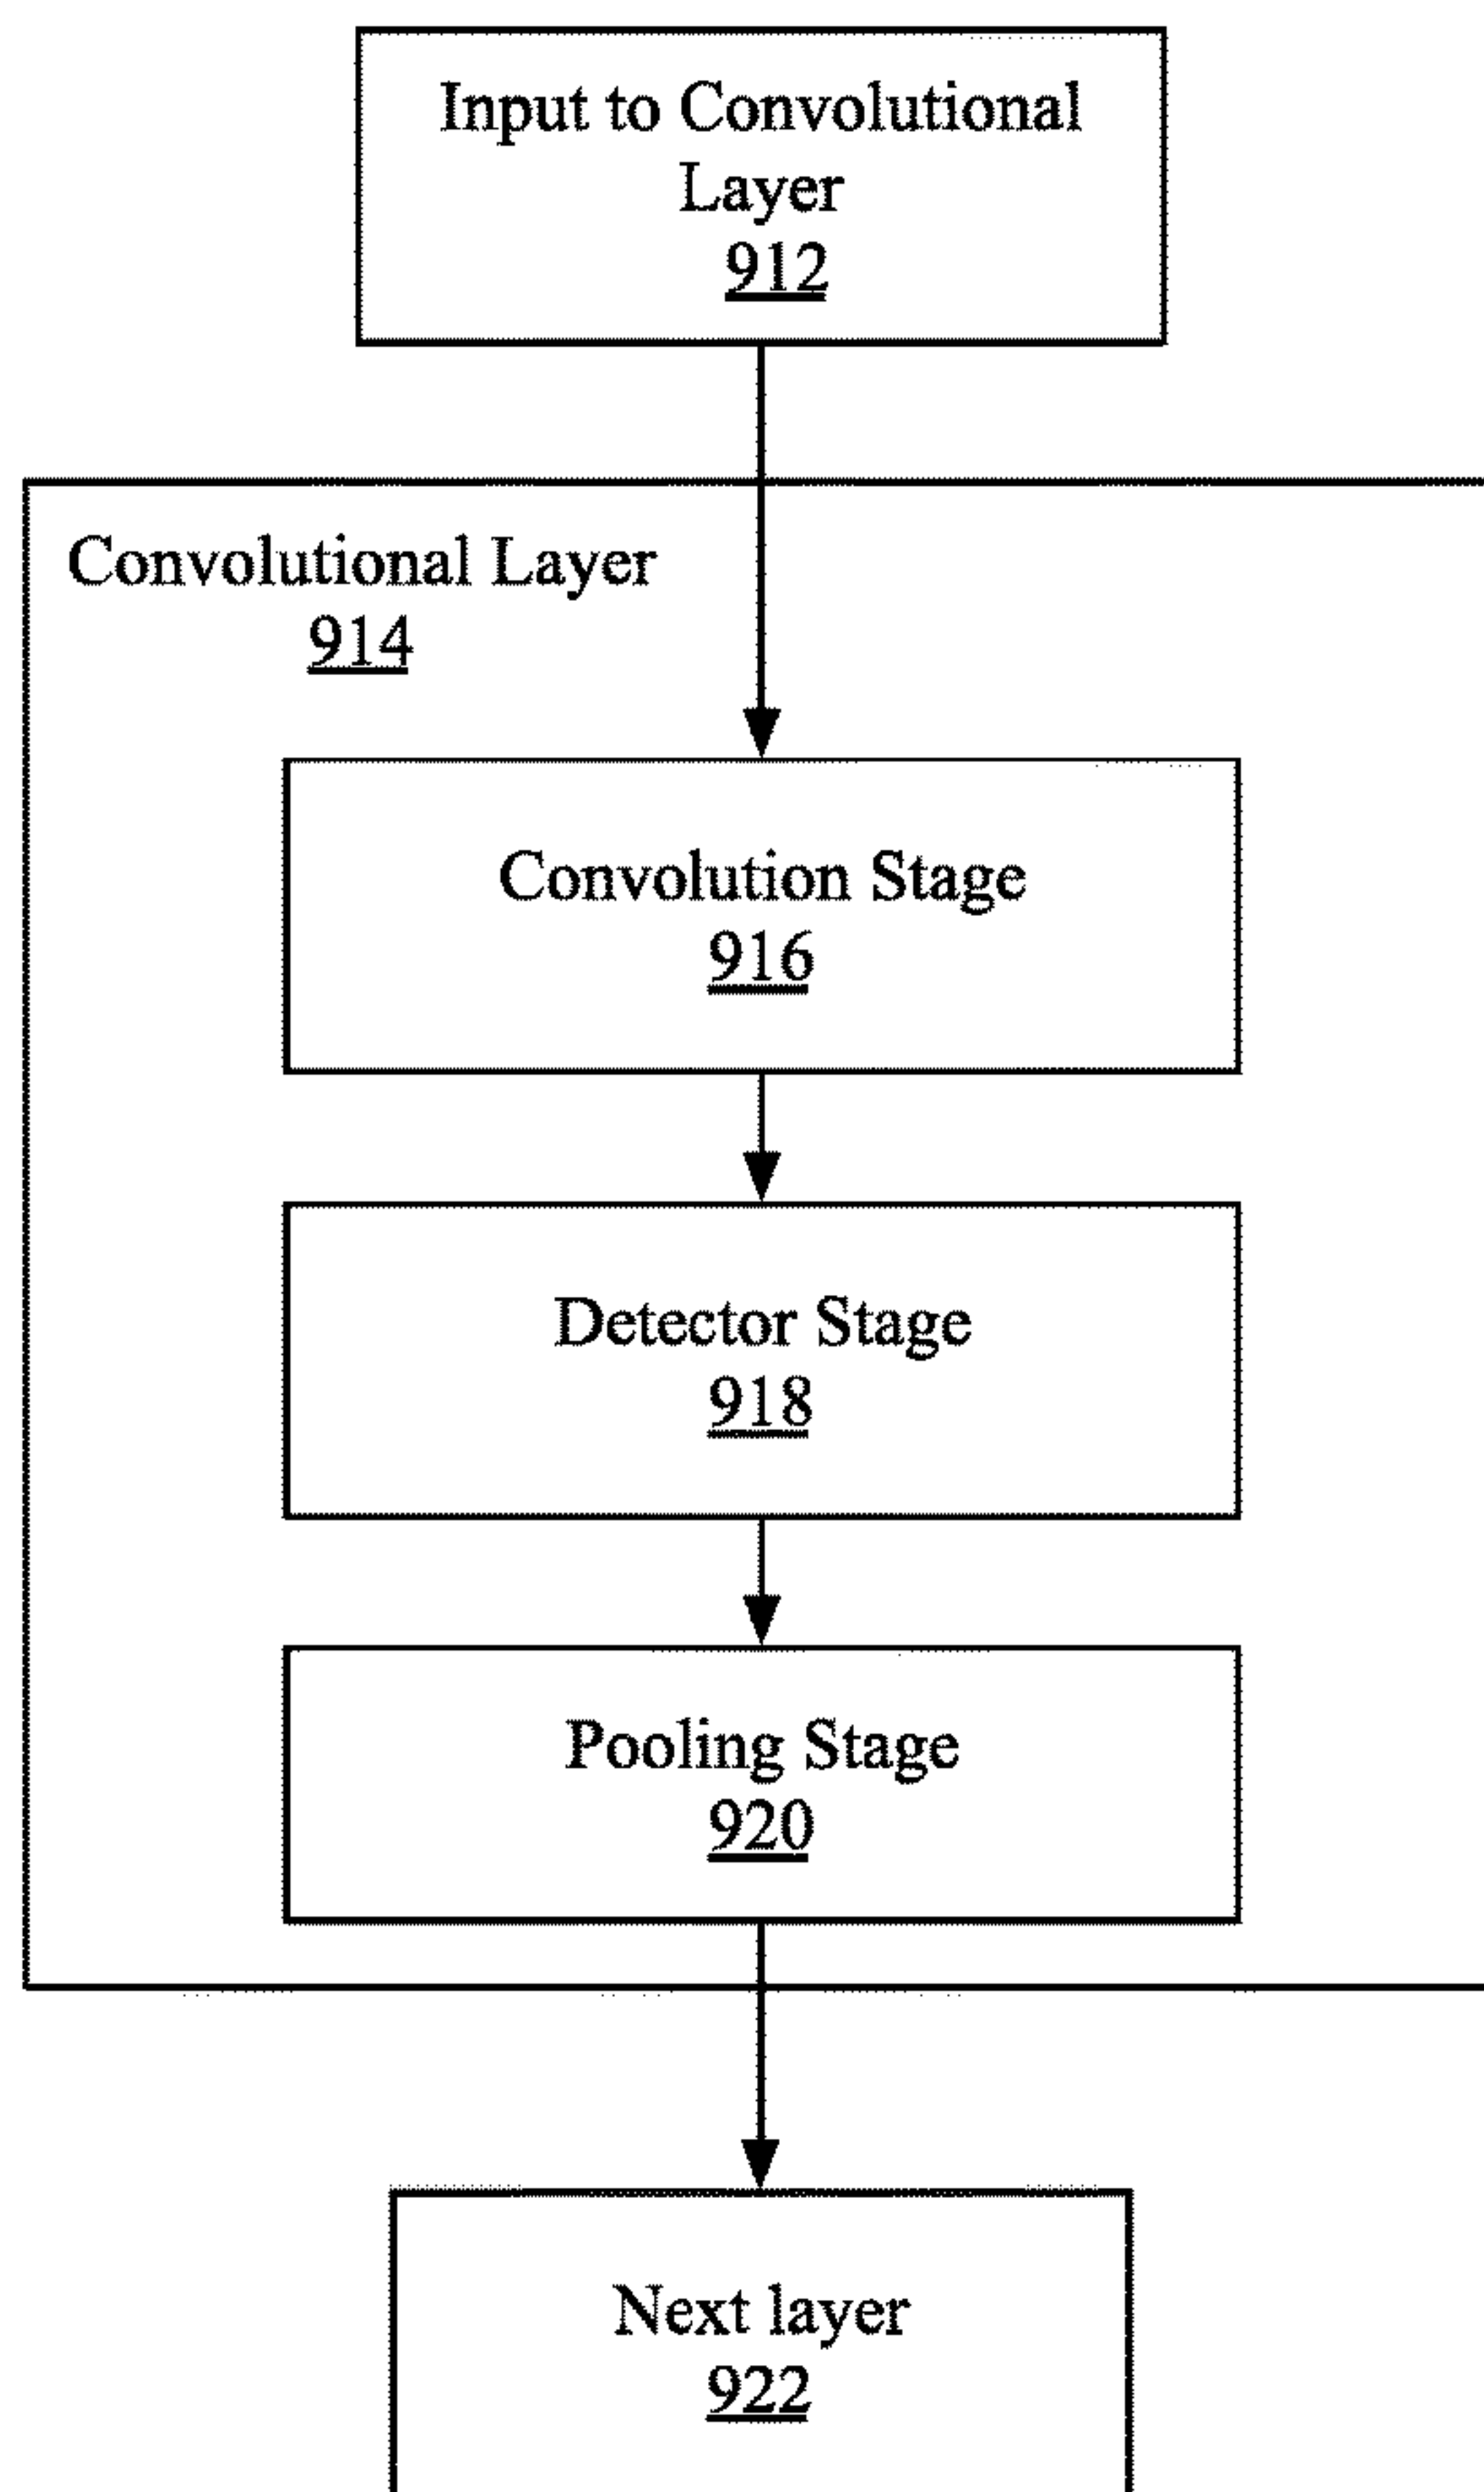 Input to Convolutional
Layer
912
Convolutional Layer
914
Convolution Stage
916
Detector Stage
918
Pooling Stage
920
Next layer
922